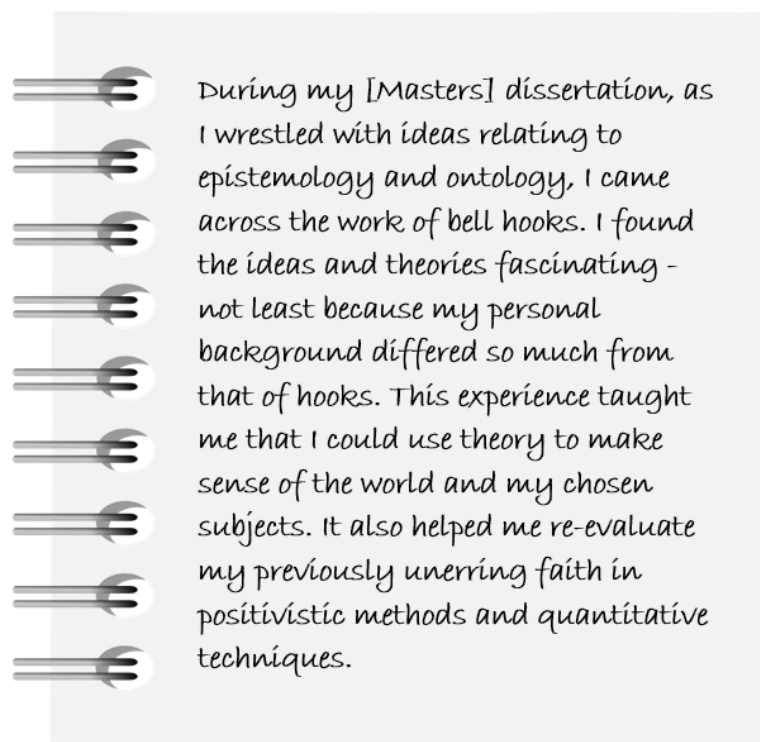 During my [Masters] dissertation, as
I wrestled with ideas relating to
epistemology and ontology, I came
across the work of bell hooks. I found
the ideas and theories fascinating -
not least because my personal
background differed so much from
that of hooks. This experience taught
me that I could use theory to make
sense of the world and my chosen
subjects. It also helped me re-evaluate
my previously unerring faith in
positivistic methods and quantitative
techniques.